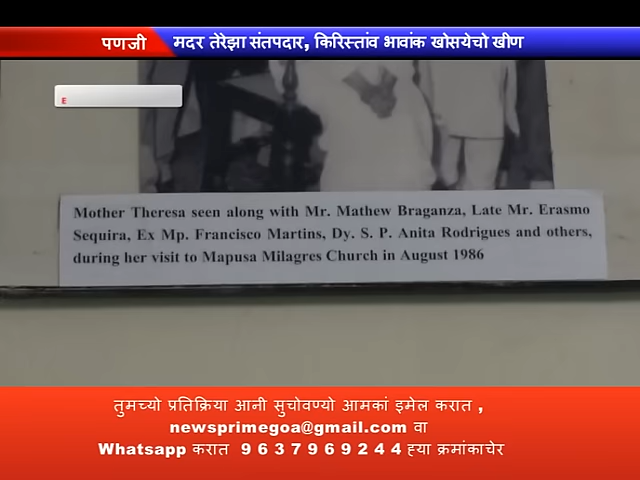 पणजी
मदर तेरेझा संतपदार, किरिस्तांव भावांक खोसयेचो खीण
E
Mother Theresa seen along with Mr. Mathew Braganza, Late Mr. Erasmo
Sequira, Ex Mp. Francisco Martins, Dy. S. P. Anita Rodrigues and others,
during her visit to Mapusa Milagres Church in August 1986
तुमच्यो प्रतिक्रिया आनी सुचोवण्यो आमकां इमेल करात ,
newsprimegoa@gmail.com वा
Whatsapp करात 9637969244 ह्या क्रमांकाचेर